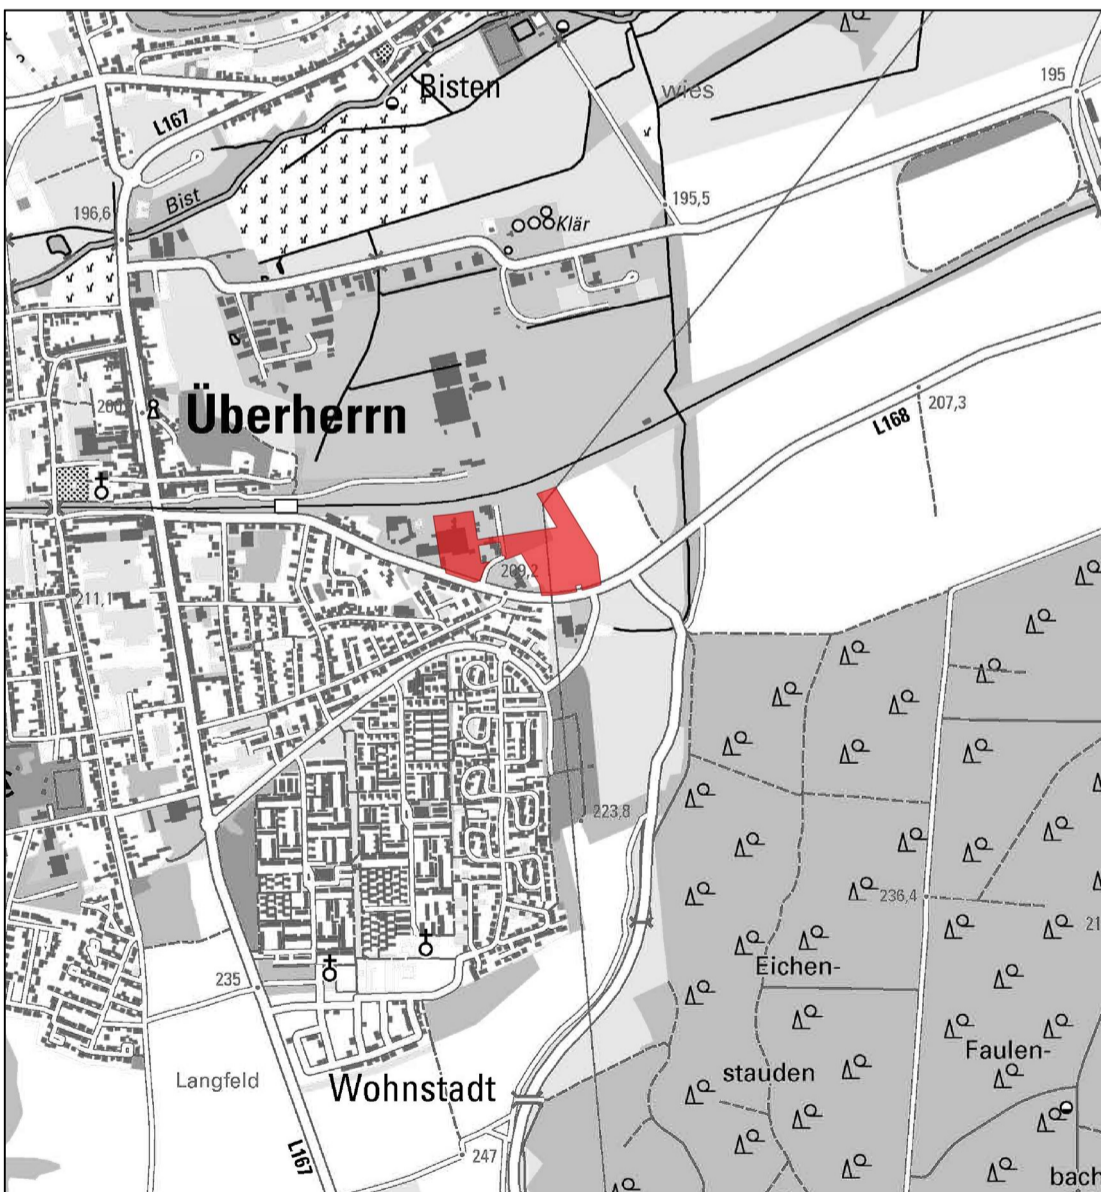 195
Bisten
wies
L167
195,5
Bist
196,6
Klär
207,3
Überherrn
L168
209,2
211,1
223,8
236,4
Eichen-
235
Faulen-
stauden
Langfeld
Wohnstadt
L167
247
bach